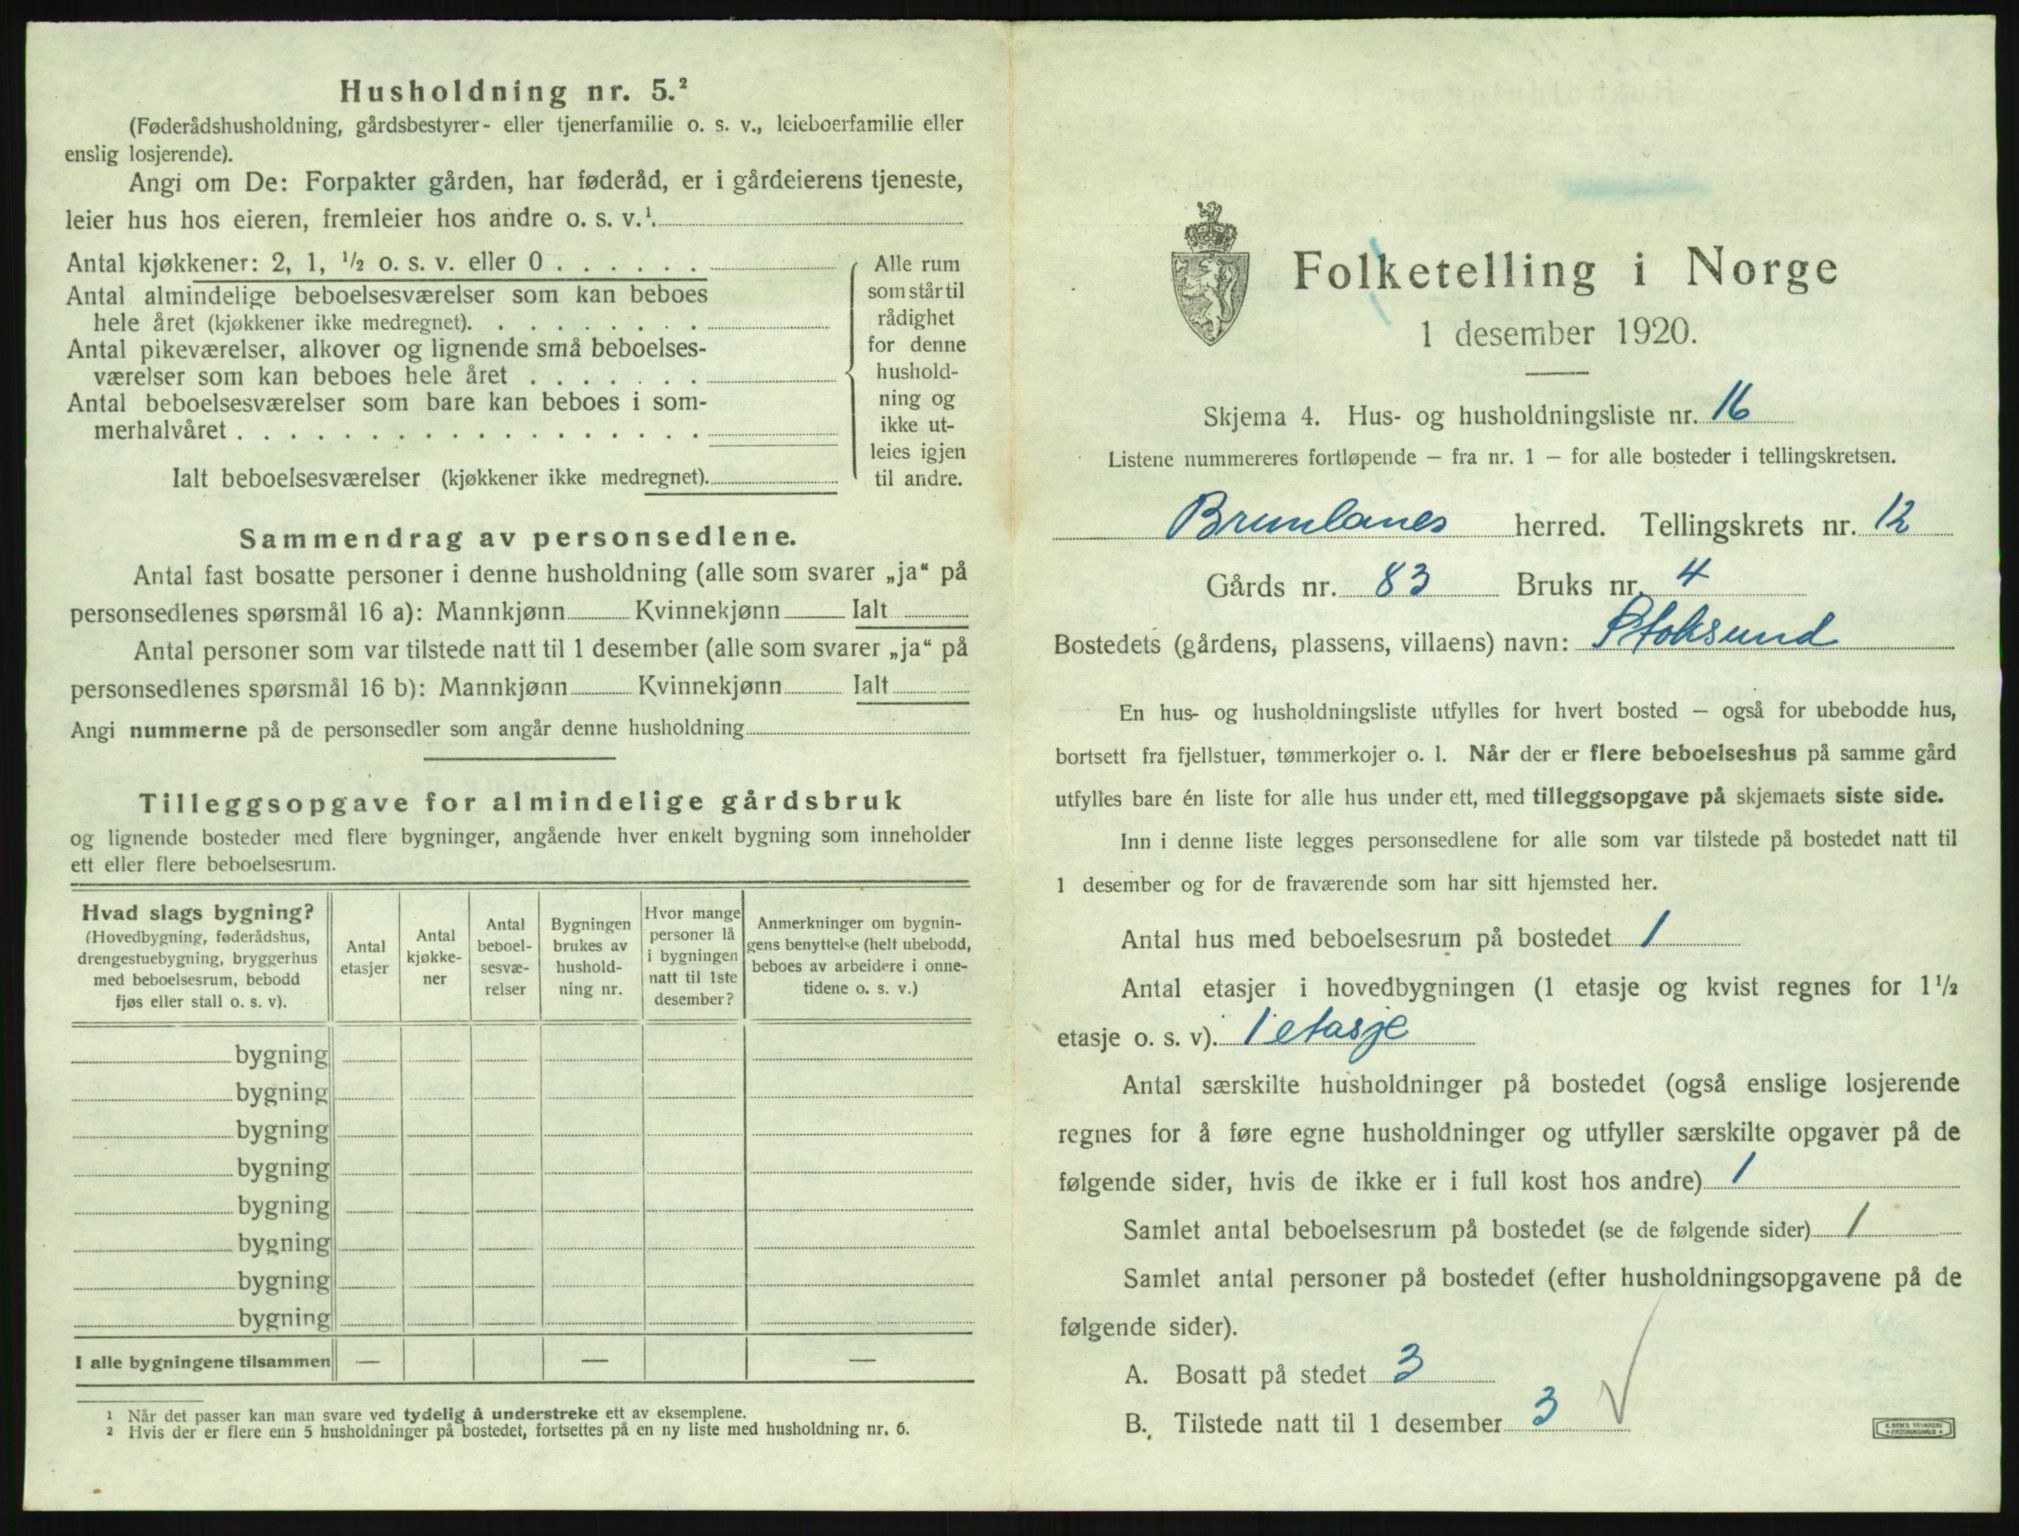 Husholdning nr. 5.²
(Føderådshusholdning, gårdsbestyrer- eller tjenerfamilie o. s. v., leieboerfamilie eller
enslig losjerende).
Angi om De: Forpakter gården, har føderåd, er i gårdeierens tjeneste,
leier hus hos eieren, fremleier hos andre o. s. v.¹
Antal kjøkkener: 2, 1, ½ o. s. v. eller 0
Antal almindelige beboelsesværelser som kan beboes
hele året (kjøkkener ikke medregnet).
Antal pikeværelser, alkover og lignende små beboelses-
værelser som kan beboes hele året
Antal beboelsesværelser som bare kan beboes i som-
merhalvåret
Ialt beboelsesværelser (kjøkkener ikke medregnet).
Alle rum
som står til
rådighet
for denne
hushold-
ning og
ikke ut-
leies igjen
til andre.
Sammendrag av personsedlene.
Antal fast bosatte personer i denne husholdning (alle som svarer „ja“ på
personsedlenes spørsmål 16 a): Mannkjønn Kvinnekjønn Ialt
Antal personer som var tilstede natt til 1 desember (alle som svarer „ja“ på
personsedlenes spørsmål 16 b): Mannkjønn Kvinnekjønn Ialt
Angi nummerne på de personsedler som angår denne husholdning
Tilleggsopgave for almindelige gårdsbruk
og lignende bosteder med flere bygninger, angående hver enkelt bygning som inneholder
ett eller flere beboelsesrum.
Hvad slags bygning?
(Hovedbygning, føderådshus,
drengestuebygning, bryggerhus
med beboelsesrum, bebodd
fjøs eller stall o. s. v).
Antal
etasjer
Antal
kjøkke-
ner
Antal
beboel-
sesvæ-
relser
Bygningen
brukes av
hushold-
ning nr.
Hvor mange
personer lå
i bygningen
natt til 1ste
desember?
Anmerkninger om bygnin-
gens benyttelse (helt ubebodd,
beboes av arbeidere i onne-
tidene o. s. v.)
bygning
bygning
bygning
bygning
bygning
bygning
bygning
bygning
I alle bygningene tilsammen — — —
1 Når det passer kan man svare ved tydelig å understreke ett av eksemplene.
2 Hvis der er flere enn 5 husholdninger på bostedet, fortsettes på en ny liste med husholdning nr. 6.
Folketelling i Norge
1 desember 1920.
Skjema 4. Hus- og husholdningsliste nr. 16
Listene nummereres fortløpende – fra nr. 1 – for alle bosteder i tellingskretsen.
Brunlanes herred. Tellingskrets nr. 12
Gårds nr. 83 Bruks nr. 4
Bostedets (gårdens, plassens, villaens) navn: Stoksund
En hus- og husholdningsliste utfylles for hvert bosted – også for ubebodde hus,
bortsett fra fjellstuer, tømmerkojer o. l. Når der er flere beboelseshus på samme gård
utfylles bare én liste for alle hus under ett, med tilleggsopgave på skjemaets siste side.
Inn i denne liste legges personsedlene for alle som var tilstede på bostedet natt til
1 desember og for de fraværende som har sitt hjemsted her.
Antal hus med beboelsesrum på bostedet 1
Antal etasjer i hovedbygningen (1 etasje og kvist regnes for 1½
etasje o. s. v). 1 etasje
Antal særskilte husholdninger på bostedet (også enslige losjerende
regnes for å føre egne husholdninger og utfyller særskilte opgaver på de
følgende sider, hvis de ikke er i full kost hos andre) 1
Samlet antal beboelsesrum på bostedet (se de følgende sider) 1
Samlet antal personer på bostedet (efter husholdningsopgavene på de
følgende sider).
A. Bosatt på stedet 3
B. Tilstede natt til 1 desember 3